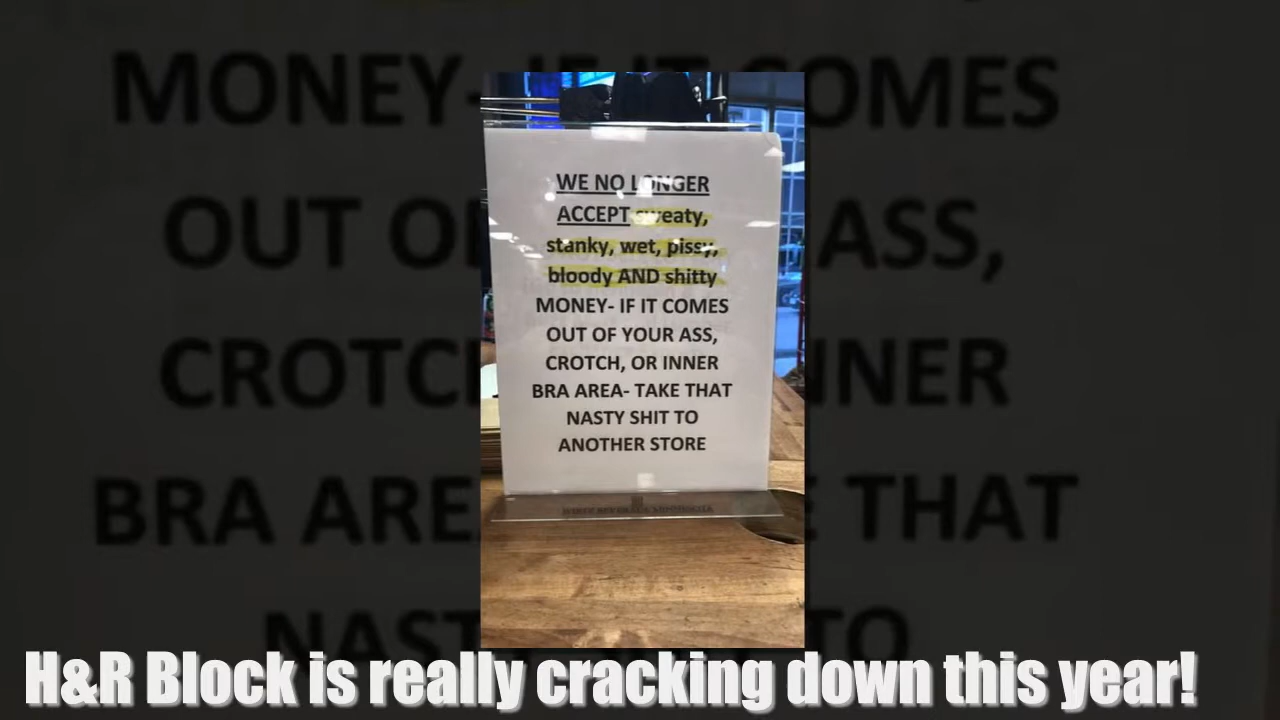 WE NO LONGER
ACCEPT sweaty,
stanky, wet, pissy,
bloody AND shitty
MONEY- IF IT COMES
OUT OF YOUR ASS,
CROTCH, OR INNER
BRA AREA- TAKE THAT
NASTY SHIT TO
ANOTHER STORE
H&R Block is really cracking down this year!